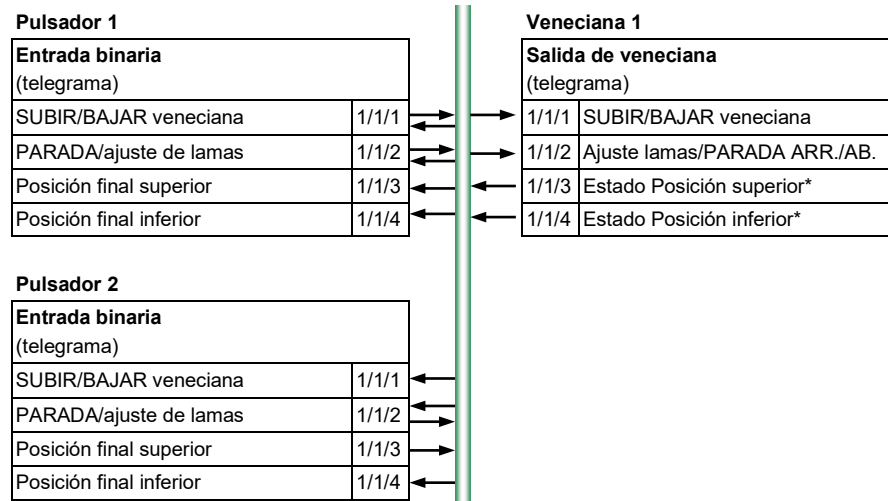 Pulsador 1
Entrada binaria
(telegrama)
SUBIR/BAJAR veneciana 1/1/1
PARADA/ajuste de lamas 1/1/2
Posición final superior 1/1/3
Posición final inferior 1/1/4
Veneciana 1
Salida de veneciana
(telegrama)
1/1/1 SUBIR/BAJAR veneciana
1/1/2 Ajuste lamas/PARADA ARR./AB.
1/1/3 Estado Posición superior*
1/1/4 Estado Posición inferior*
Pulsador 2
Entrada binaria
(telegrama)
SUBIR/BAJAR veneciana 1/1/1
PARADA/ajuste de lamas 1/1/2
Posición final superior 1/1/3
Posición final inferior 1/1/4